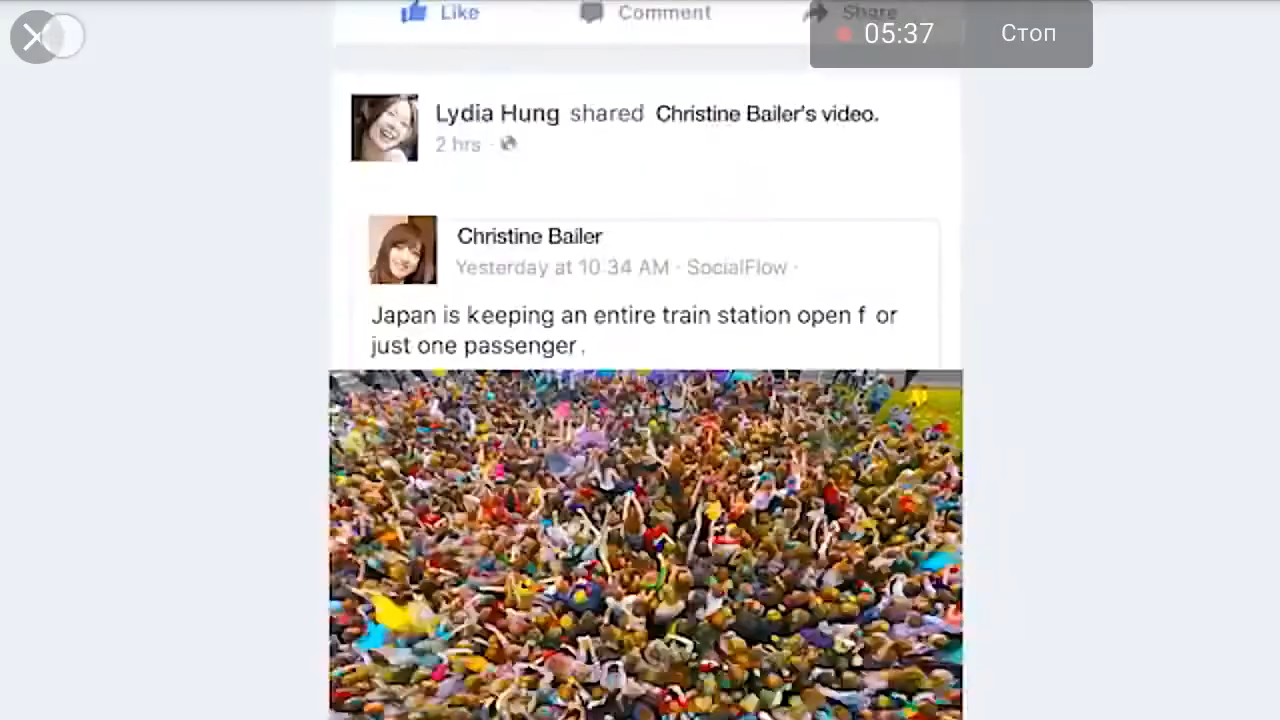 Like Comment Share
05:37 Стоп
Lydia Hung shared Christine Bailer's video.
2 hrs ·
Christine Bailer
Yesterday at 10:34 AM · SocialFlow ·
Japan is keeping an entire train station open f or
just one passenger.